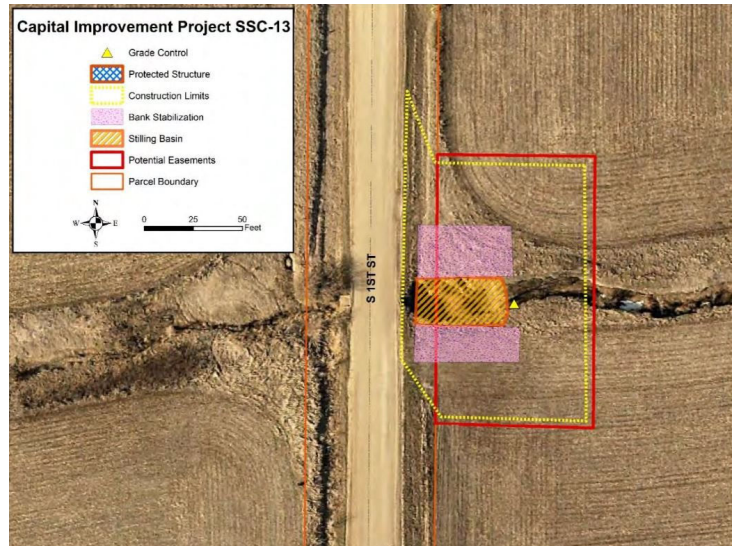 Capital Improvement Project SSC-13
Grade Control
Protected Structure
Construction Limits
Bank Stabilization
Stilling Basin
Potential Easements
Parcel Boundary
N
W E
S
0 25 50
Feet
S 1ST ST